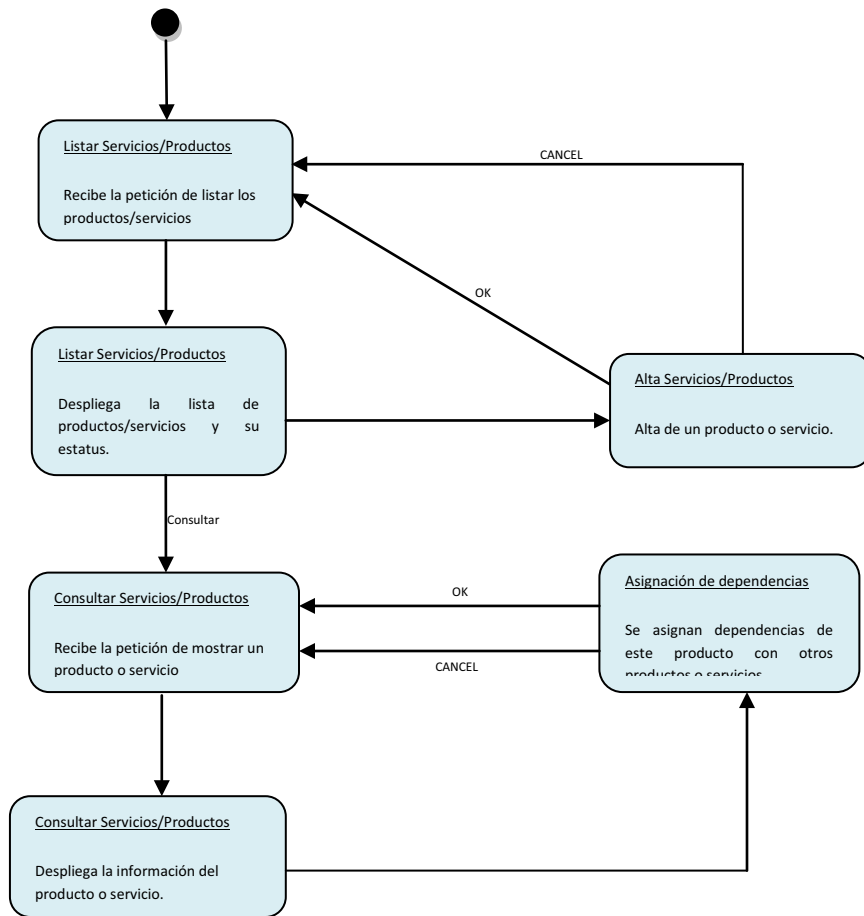 Listar Servicios/Productos
Recibe la petición de listar los
productos/servicios
CANCEL
OK
Listar Servicios/Productos
Despliega la lista de
productos/servicios y su
estatus.
Alta Servicios/Productos
Alta de un producto o servicio.
Consultar
Consultar Servicios/Productos
Recibe la petición de mostrar un
producto o servicio
OK
CANCEL
Asignación de dependencias
Se asignan dependencias de
este producto con otros
productos o servicios
Consultar Servicios/Productos
Despliega la información del
producto o servicio.